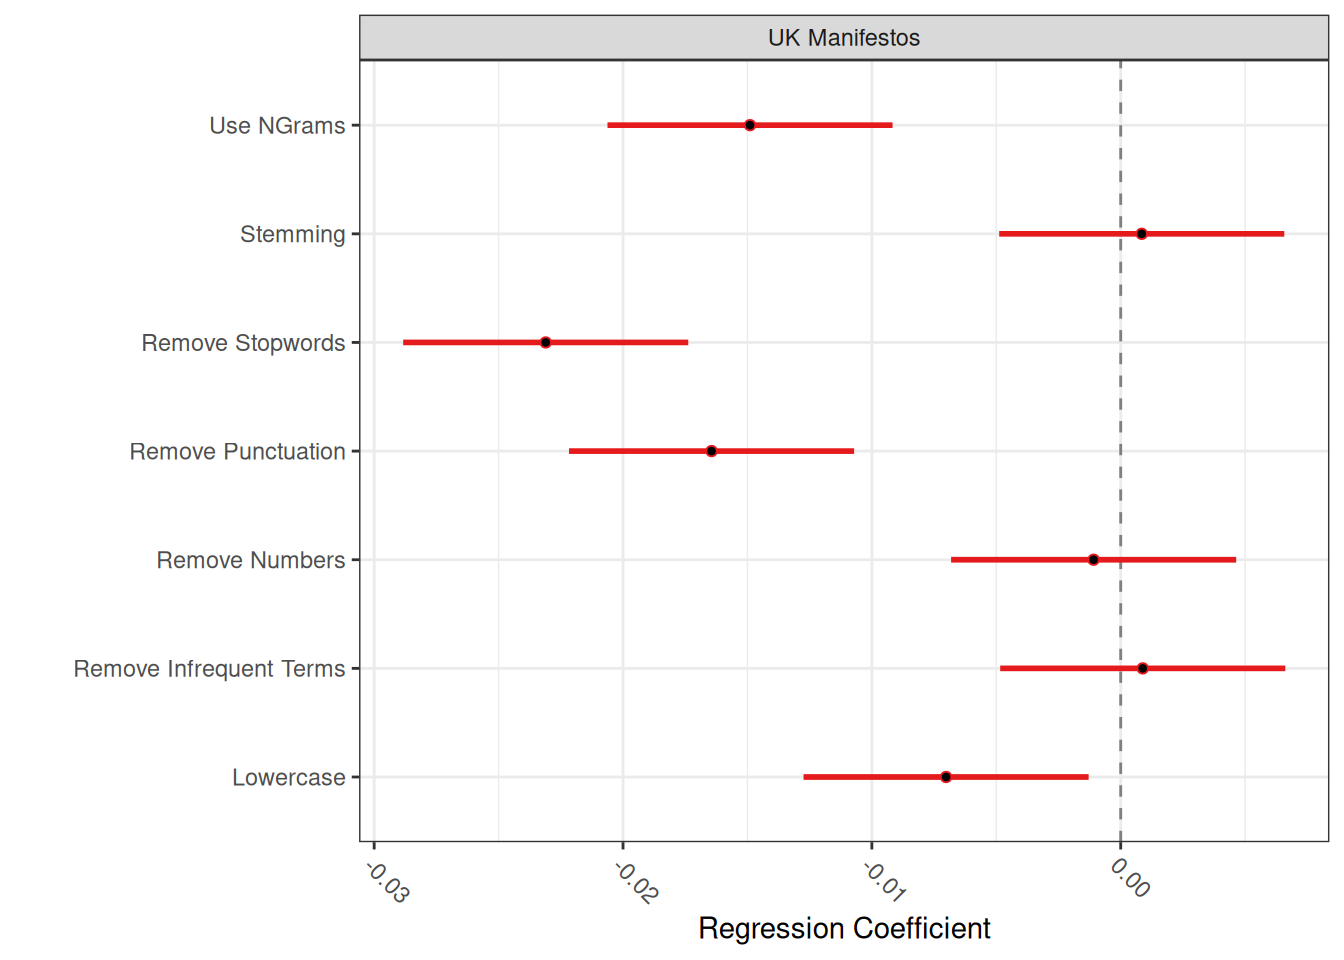 UK Manifestos
Use NGrams
Stemming
Remove Stopwords
Remove Punctuation
Remove Numbers
Remove Infrequent Terms
Lowercase
-0.03
-0.02
-0.01
0.00
Regression Coefficient